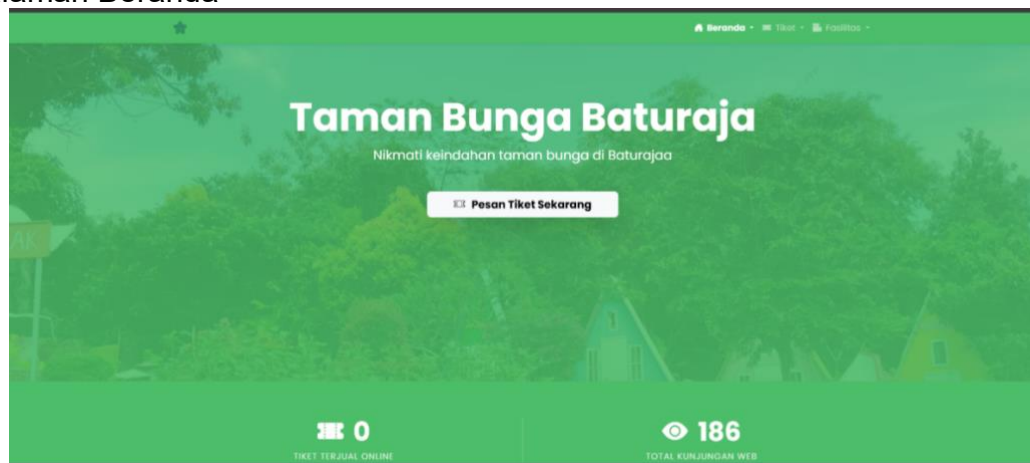 Halaman Beranda
Beranda Tiket Fasilitas
Taman Bunga Baturaja
Nikmati keindahan taman bunga di Baturajaa
Pesan Tiket Sekarang
AK
0
TIKET TERJUAL ONLINE
186
TOTAL KUNJUNGAN WEB